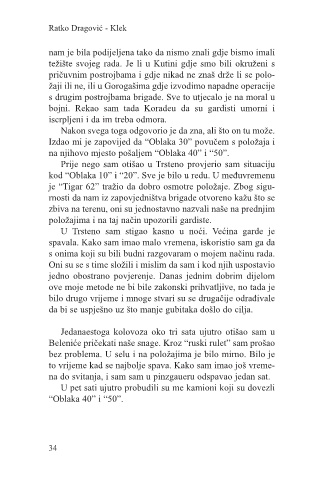 Ratko Dragović - Klek
nam je bila podijeljena tako da nismo znali gdje bismo imali
težište svojeg rada. Je li u Kutini gdje smo bili okruženi s
pričuvnim postrojbama i gdje nikad ne znaš drže li se polo-
žaji ili ne, ili u Gorogašima gdje izvodimo napadne operacije
s drugim postrojbama brigade. Sve to utjecalo je na moral u
bojni. Rekao sam tada Koradeu da su gardisti umorni i
iscrpljeni i da im treba odmora.
Nakon svega toga odgovorio je da zna, ali što on tu može.
Izdao mi je zapovijed da “Oblaka 30” povučem s položaja i
na njihovo mjesto pošaljem “Oblaka 40” i “50”.
Prije nego sam otišao u Trsteno provjerio sam situaciju
kod “Oblaka 10” i “20”. Sve je bilo u redu. U međuvremenu
je “Tigar 62” tražio da dobro osmotre položaje. Zbog sigur-
nosti da nam iz zapovjedništva brigade otvoreno kažu što se
zbiva na terenu, oni su jednostavno nazvali naše na prednjim
položajima i na taj način upozorili gardiste.
U Trsteno sam stigao kasno u noći. Većina garde je
spavala. Kako sam imao malo vremena, iskoristio sam ga da
s onima koji su bili budni razgovaram o mojem načinu rada.
Oni su se s time složili i mislim da sam i kod njih uspostavio
jedno obostrano povjerenje. Danas jednim dobrim dijelom
ove moje metode ne bi bile zakonski prihvatljive, no tada je
bilo drugo vrijeme i mnoge stvari su se drugačije odrađivale
da bi se uspješno uz što manje gubitaka došlo do cilja.
Jedanaestoga kolovoza oko tri sata ujutro otišao sam u
Beleniće pričekati naše snage. Kroz “ruski rulet” sam prošao
bez problema. U selu i na položajima je bilo mirno. Bilo je
to vrijeme kad se najbolje spava. Kako sam imao još vreme-
na do svitanja, i sam sam u pinzgaueru odspavao jedan sat.
U pet sati ujutro probudili su me kamioni koji su dovezli
“Oblaka 40” i “50”.
34